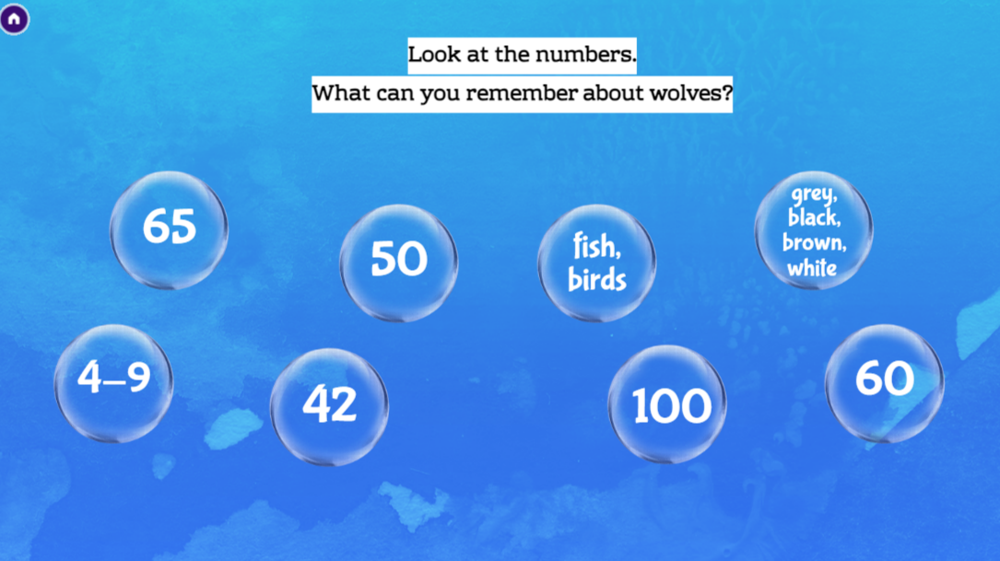 Look at the numbers.
What can you remember about wolves?
65
50
fish,
birds
grey,
black,
brown,
white
4–9
42
100
60